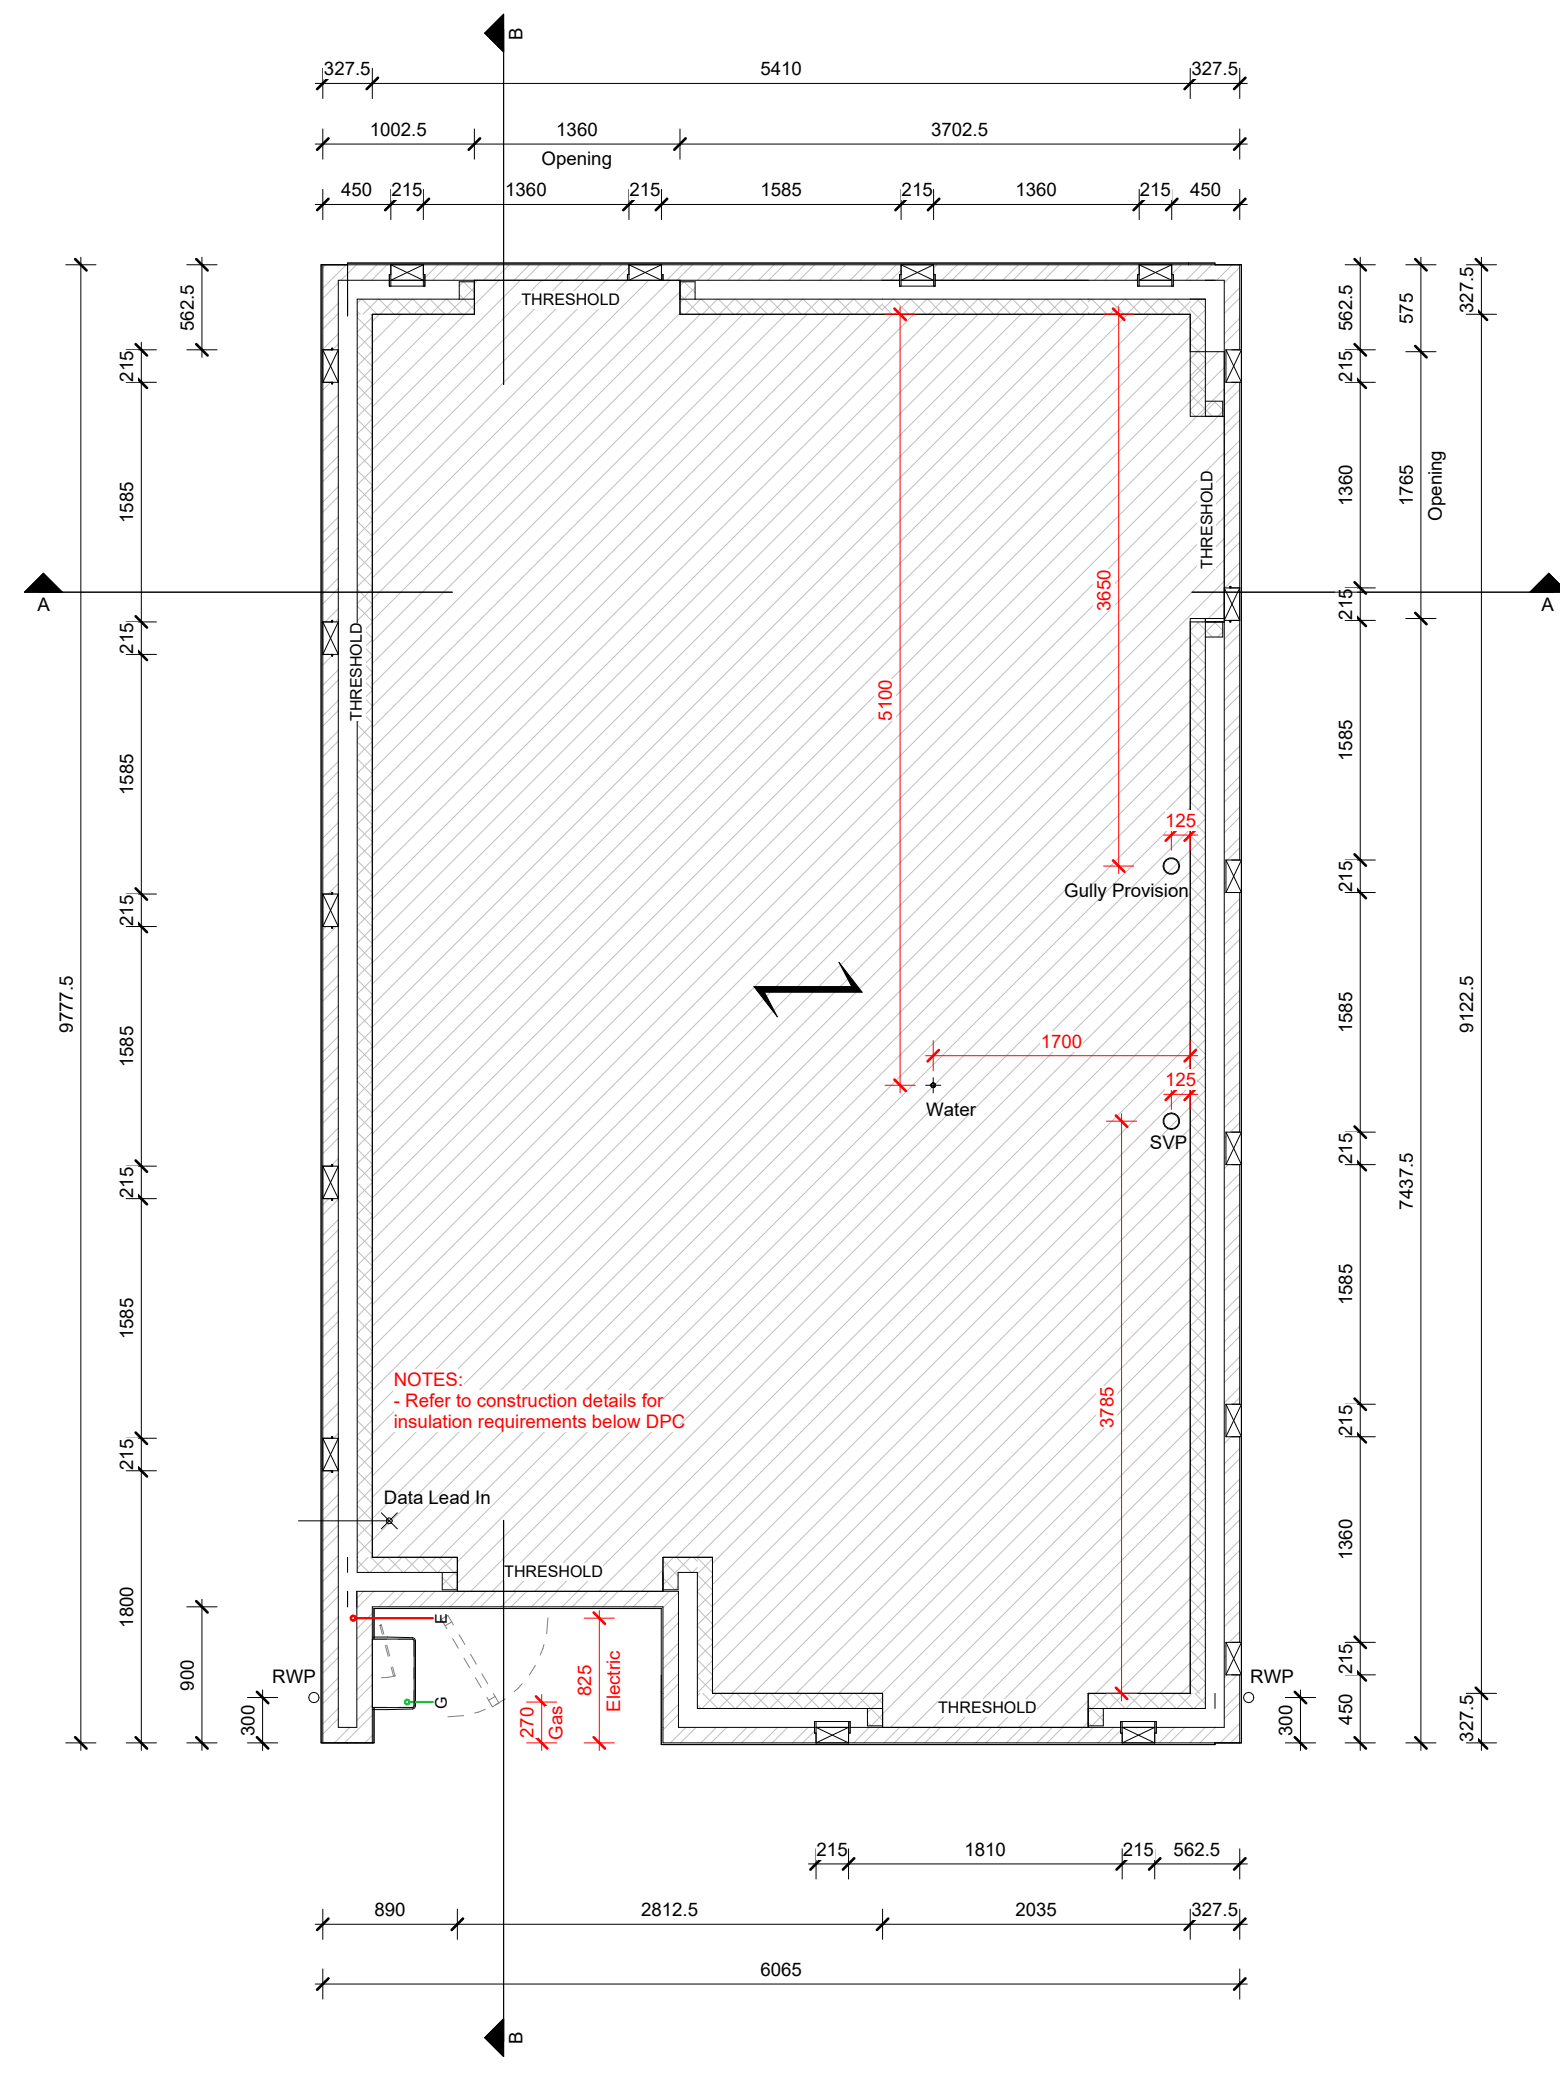 B
327.5 5410 327.5
1002.5 1360 3702.5
Opening
450 215 1360 215 1585 215 1360 215 450
THRESHOLD
562.5
215
1585
215
1585
215
1585
215
1585
215
1800
9777.5
900
300
562.5
215
1360
215
1585
215
1585
215
1585
215
1360
215
450
575
1765
Opening
7437.5
327.5
9122.5
327.5
300
A
A
THRESHOLD
THRESHOLD
3650
5100
125
Gully Provision
1700
125
Water
SVP
3785
NOTES:
- Refer to construction details for
insulation requirements below DPC
Data Lead In
THRESHOLD
E
G
RWP
825
Electric
270
Gas
THRESHOLD
RWP
215 1810 215 562.5
890 2812.5 2035 327.5
6065
B